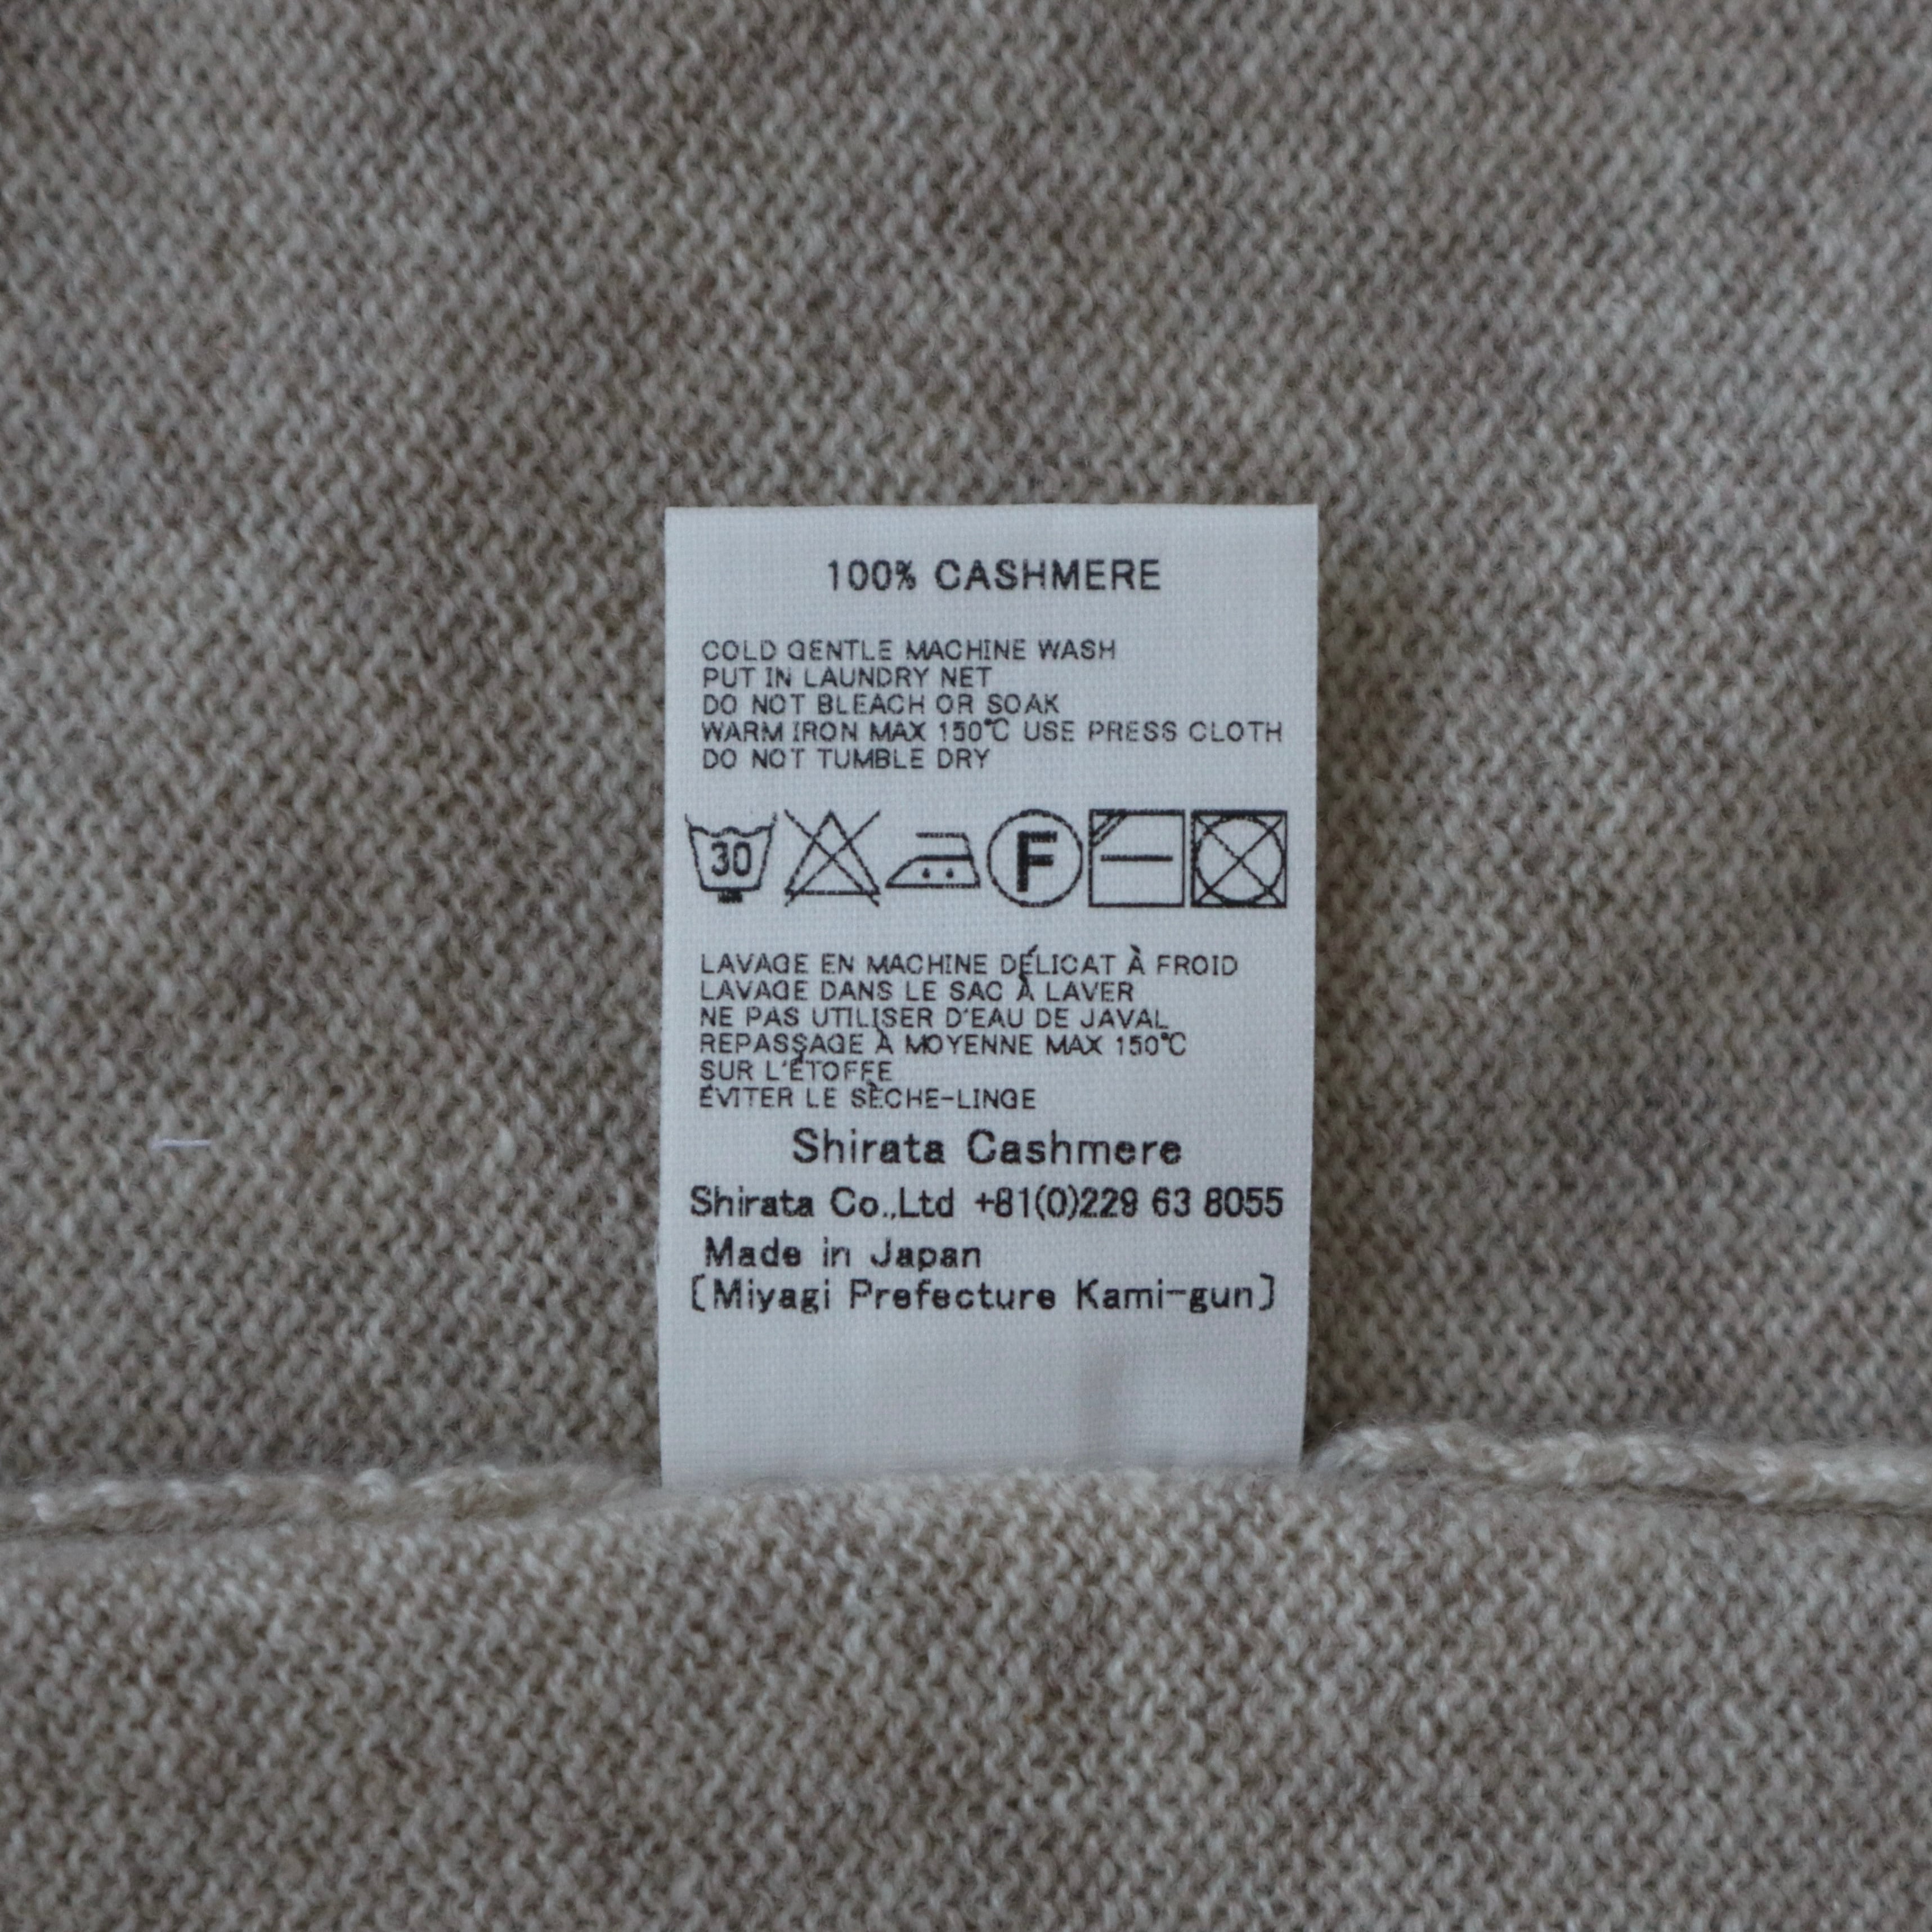 100% CASHMERE
COLD GENTLE MACHINE WASH
PUT IN LAUNDRY NET
DO NOT BLEACH OR SOAK
WARM IRON MAX 150℃ USE PRESS CLOTH
DO NOT TUMBLE DRY
30 F
LAVAGE EN MACHINE DÉLICAT À FROID
LAVAGE DANS LE SAC À LAVER
NE PAS UTILISER D'EAU DE JAVAL
REPASSAGE À MOYENNE MAX 150℃
SUR L'ÉTOFFE
ÉVITER LE SÈCHE-LINGE
Shirata Cashmere
Shirata Co.,Ltd +81(0)229 63 8055
Made in Japan
〔Miyagi Prefecture Kami-gun〕